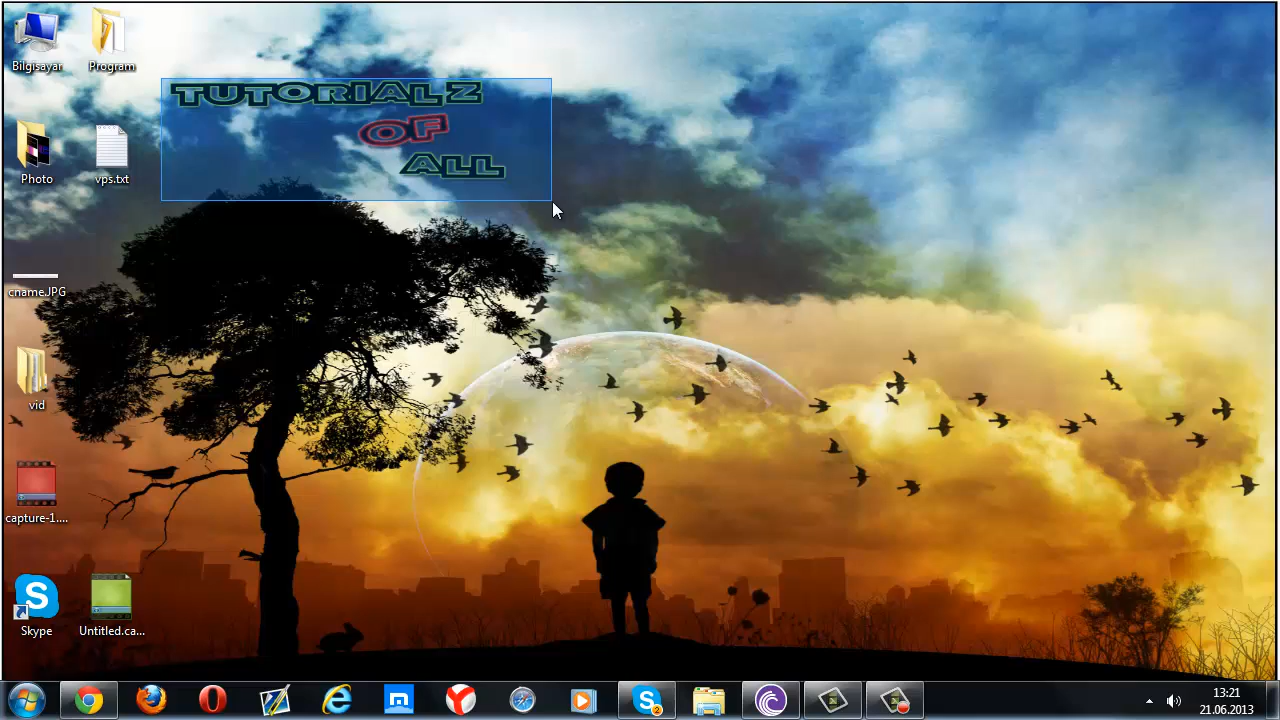 Bilgisayar
Program
TUTORIALZ
OF
ALL
Photo
vps.txt
cname.JPG
vid
capture-1....
Skype
Untitled.ca...
S
2
13:21
21.06.2013